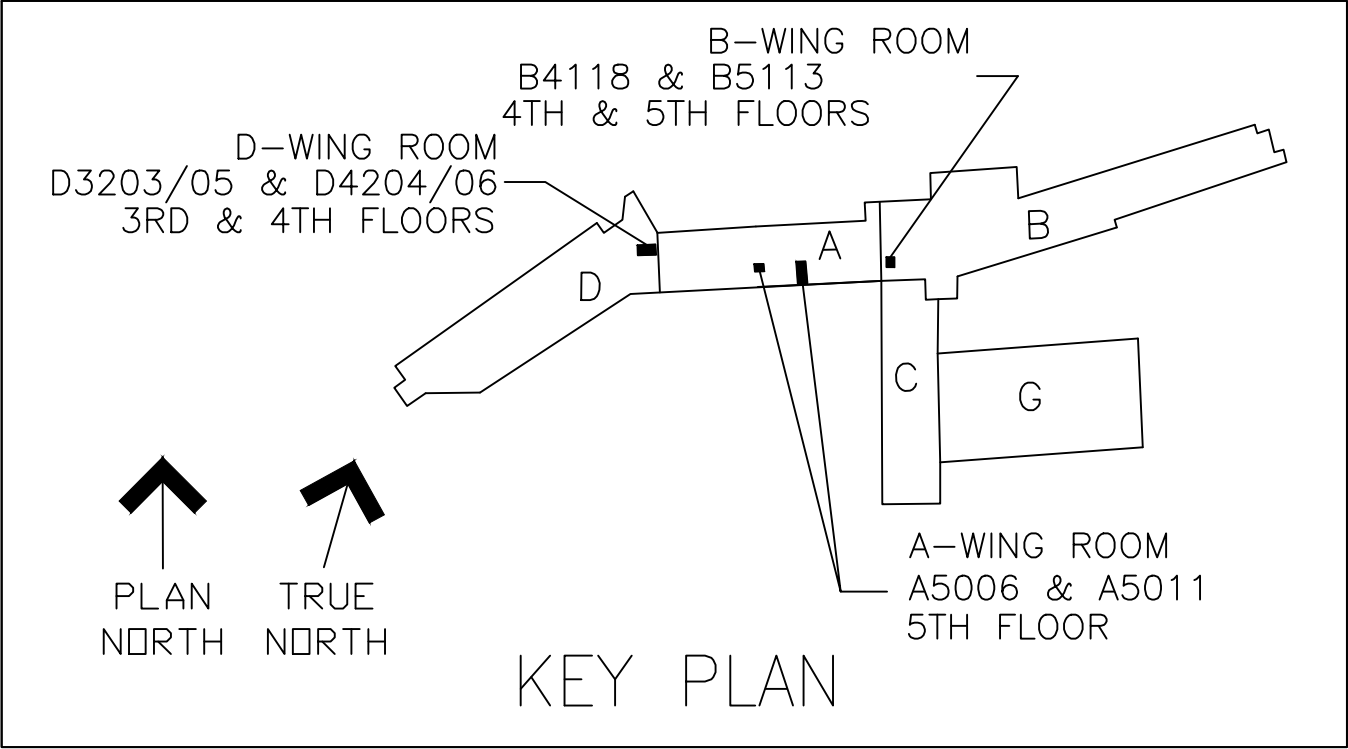 B-WING ROOM
B4118 & B5113
4TH & 5TH FLOORS
D-WING ROOM
D3203/05 & D4204/06
3RD & 4TH FLOORS
A
B
D
C
G
A-WING ROOM
A5006 & A5011
5TH FLOOR
PLAN
NORTH
TRUE
NORTH
KEY PLAN